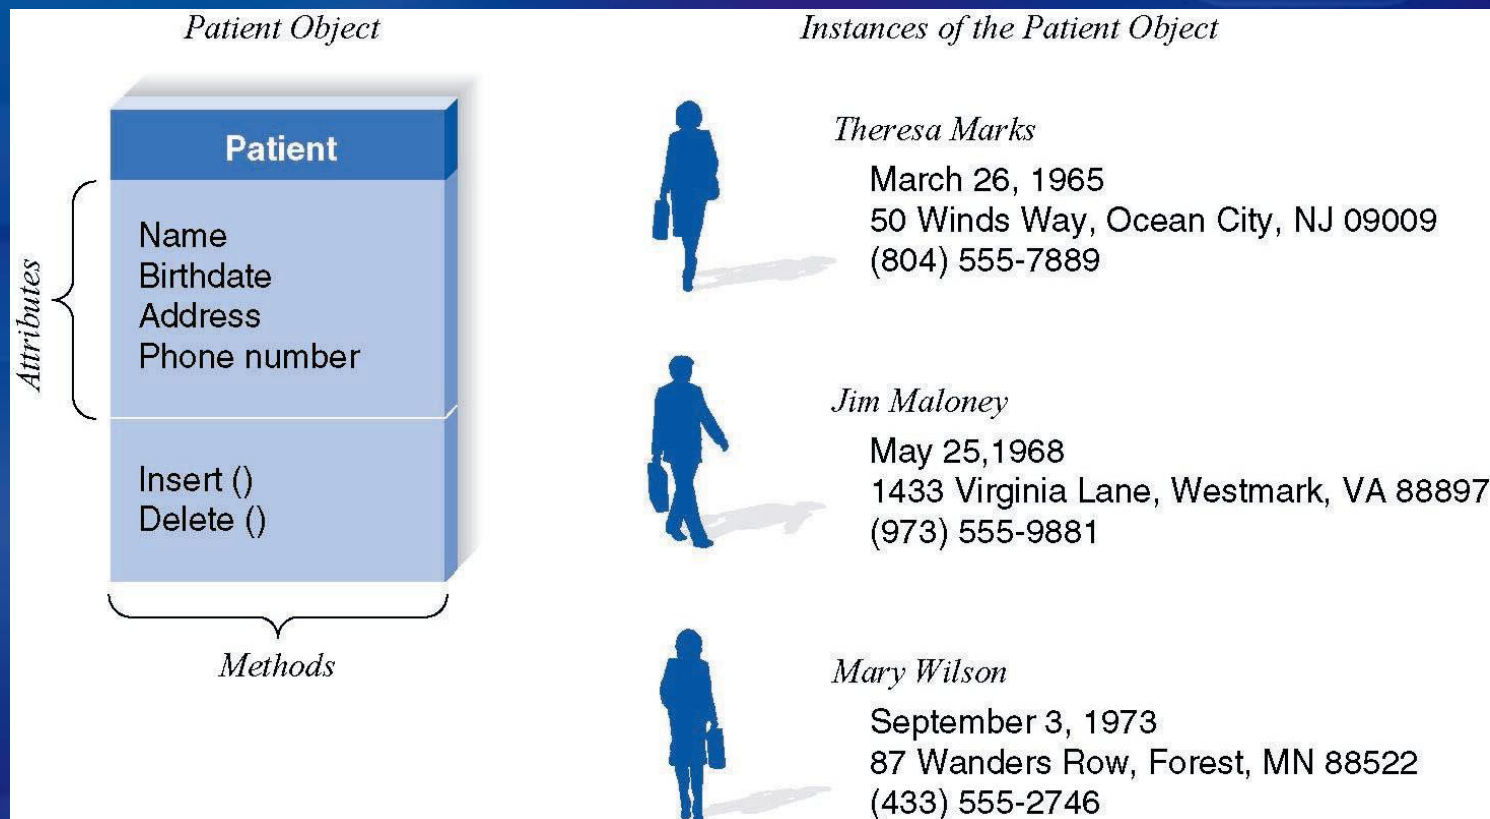 Patient Object
Patient
Attributes
Name
Birthdate
Address
Phone number
Insert ()
Delete ()
Methods
Instances of the Patient Object
Theresa Marks
March 26, 1965
50 Winds Way, Ocean City, NJ 09009
(804) 555-7889
Jim Maloney
May 25,1968
1433 Virginia Lane, Westmark, VA 88897
(973) 555-9881
Mary Wilson
September 3, 1973
87 Wanders Row, Forest, MN 88522
(433) 555-2746